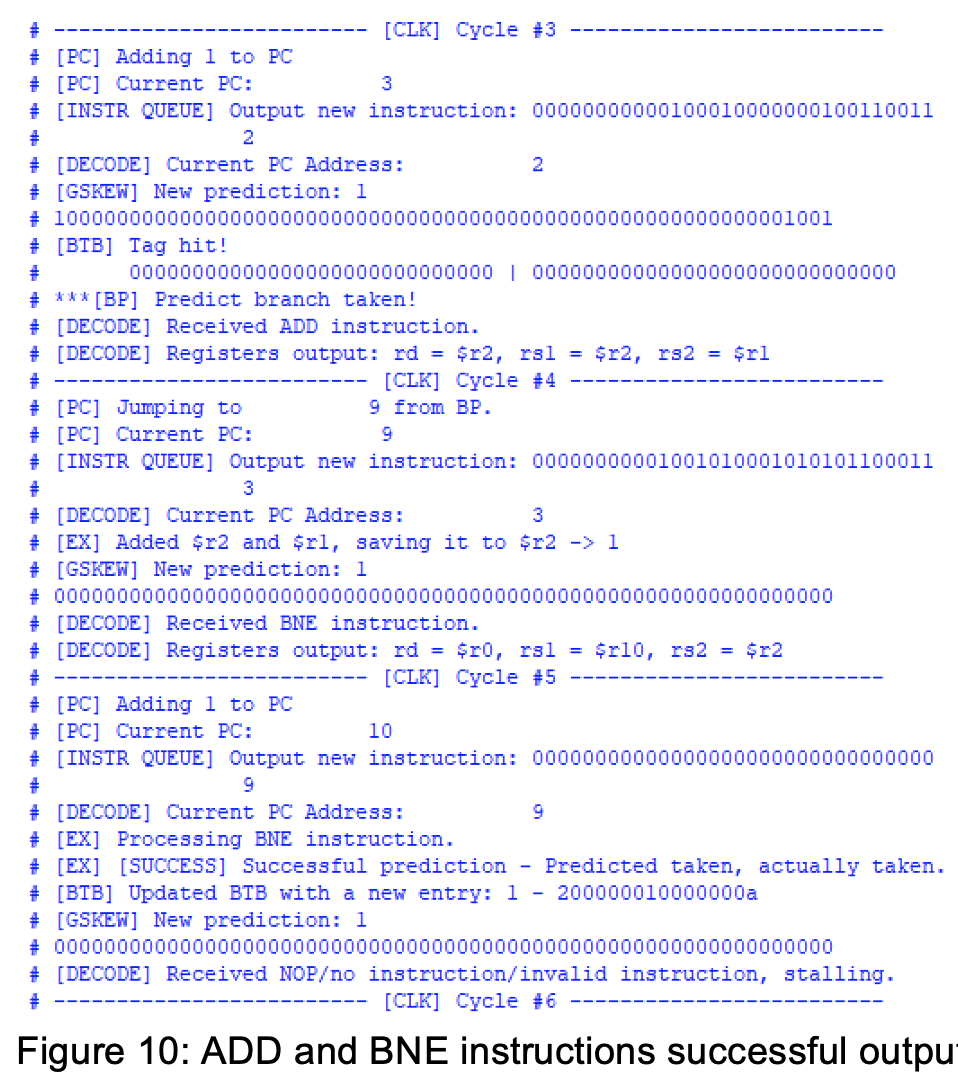 # -------------------------- [CLK] Cycle #3 --------------------------
# [PC] Adding 1 to PC
# [PC] Current PC:          3
# [INSTR QUEUE] Output new instruction: 00000000000100010000000100110011
#                 2
# [DECODE] Current PC Address:          2
# [GSKEW] New prediction: 1
# 10000000000000000000000000000000000000000000000000000000001001
# [BTB] Tag hit!
#       00000000000000000000000000000 | 00000000000000000000000000000
# ***[BP] Predict branch taken!
# [DECODE] Received ADD instruction.
# [DECODE] Registers output: rd = $r2, rs1 = $r2, rs2 = $r1
# -------------------------- [CLK] Cycle #4 --------------------------
# [PC] Jumping to          9 from BP.
# [PC] Current PC:          9
# [INSTR QUEUE] Output new instruction: 00000000001001010001010101100011
#                 3
# [DECODE] Current PC Address:          3
# [EX] Added $r2 and $r1, saving it to $r2 -> 1
# [GSKEW] New prediction: 1
# 00000000000000000000000000000000000000000000000000000000000000
# [DECODE] Received BNE instruction.
# [DECODE] Registers output: rd = $r0, rs1 = $r10, rs2 = $r2
# -------------------------- [CLK] Cycle #5 --------------------------
# [PC] Adding 1 to PC
# [PC] Current PC:         10
# [INSTR QUEUE] Output new instruction: 00000000000000000000000000000000
#                 9
# [DECODE] Current PC Address:          9
# [EX] Processing BNE instruction.
# [EX] [SUCCESS] Successful prediction - Predicted taken, actually taken.
# [BTB] Updated BTB with a new entry: 1 - 200000010000000a
# [GSKEW] New prediction: 1
# 00000000000000000000000000000000000000000000000000000000000000
# [DECODE] Received NOP/no instruction/invalid instruction, stalling.
# -------------------------- [CLK] Cycle #6 --------------------------
Figure 10: ADD and BNE instructions successful output